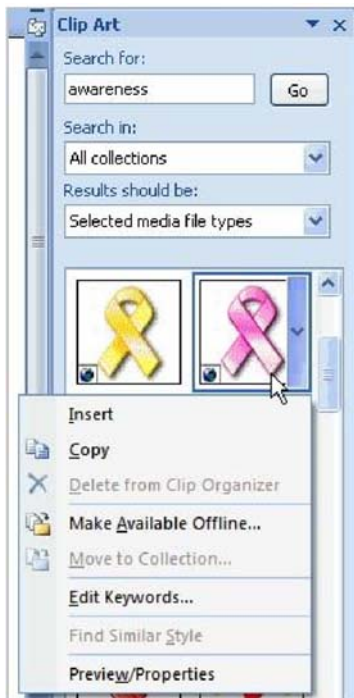 Clip Art
Search for:
awareness
Go
Search in:
All collections
Results should be:
Selected media file types
Insert
Copy
Delete from Clip Organizer
Make Available Offline...
Move to Collection...
Edit Keywords...
Find Similar Style
Preview/Properties